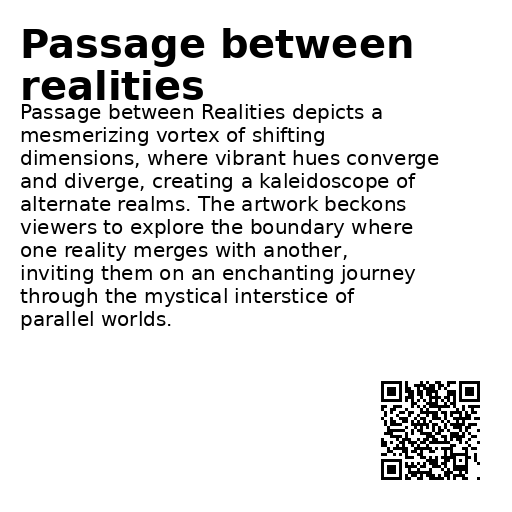 Passage between
realities
Passage between Realities depicts a
mesmerizing vortex of shifting
dimensions, where vibrant hues converge
and diverge, creating a kaleidoscope of
alternate realms. The artwork beckons
viewers to explore the boundary where
one reality merges with another,
inviting them on an enchanting journey
through the mystical interstice of
parallel worlds.